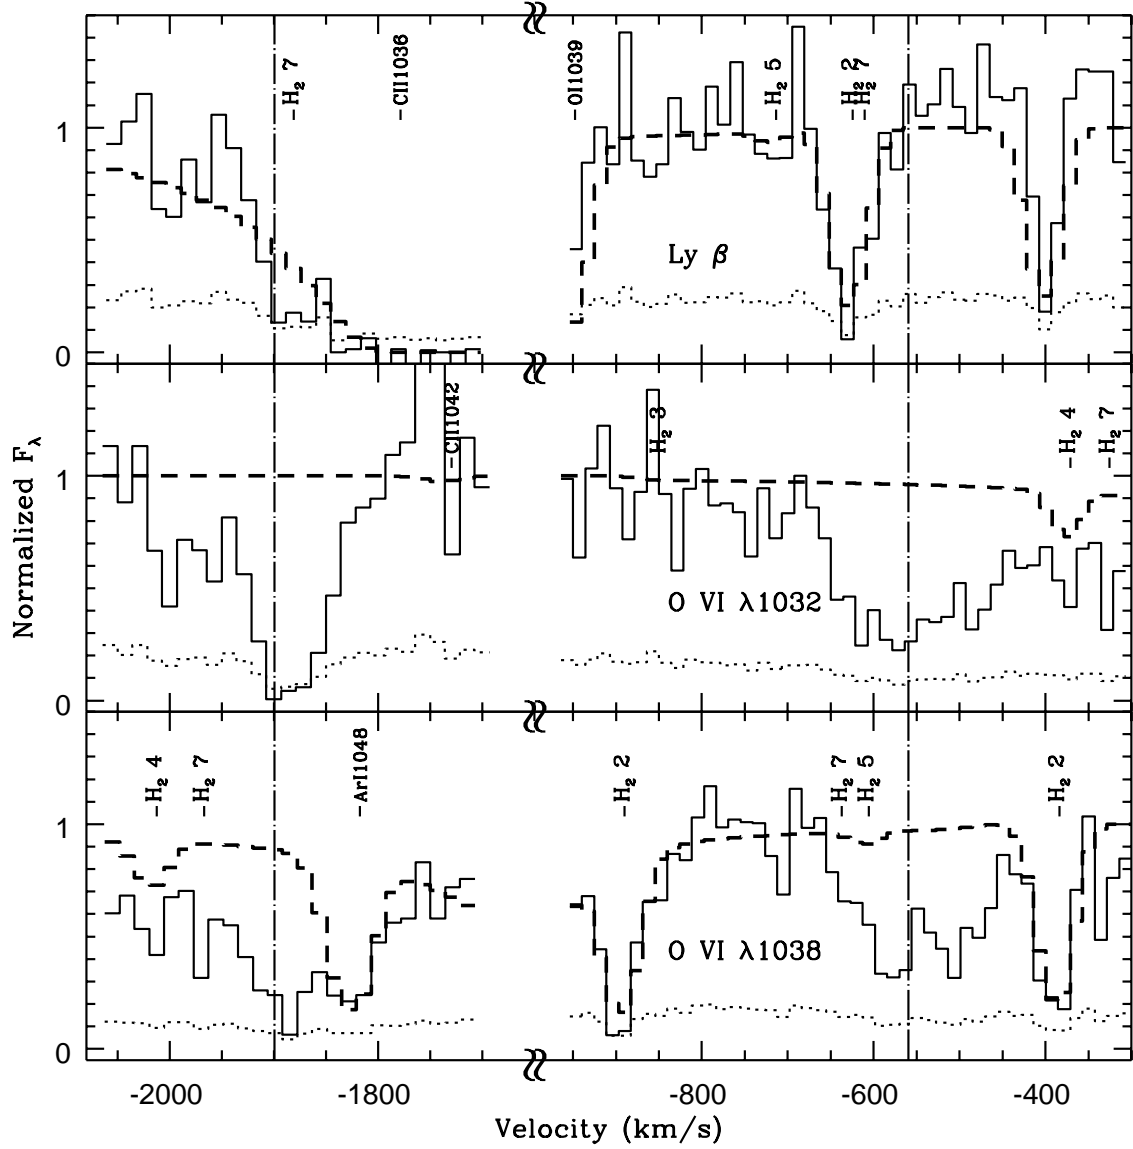 H₂ 7
CII1036
OI1039
H₂ 5
H₂ 2
H₂ 7
1
Ly β
0
CII1042
H₂ 3
H₂ 4
H₂ 7
1
O VI λ1032
0
H₂ 4
H₂ 7
ArI1048
H₂ 2
H₂ 7
H₂ 5
H₂ 2
1
O VI λ1038
0
Normalized F_λ
-2000 -1800 -800 -600 -400
Velocity (km/s)